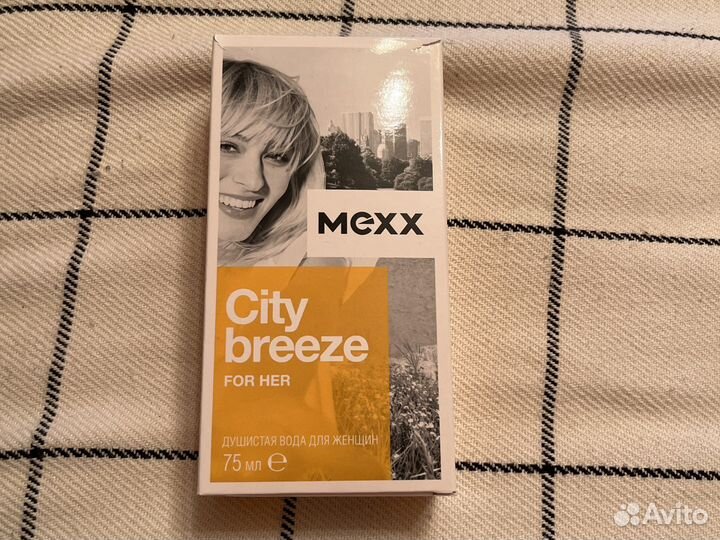 MEXX
City
breeze
FOR HER
ДУШИСТАЯ ВОДА ДЛЯ ЖЕНЩИН
75 мл ℮
Avito